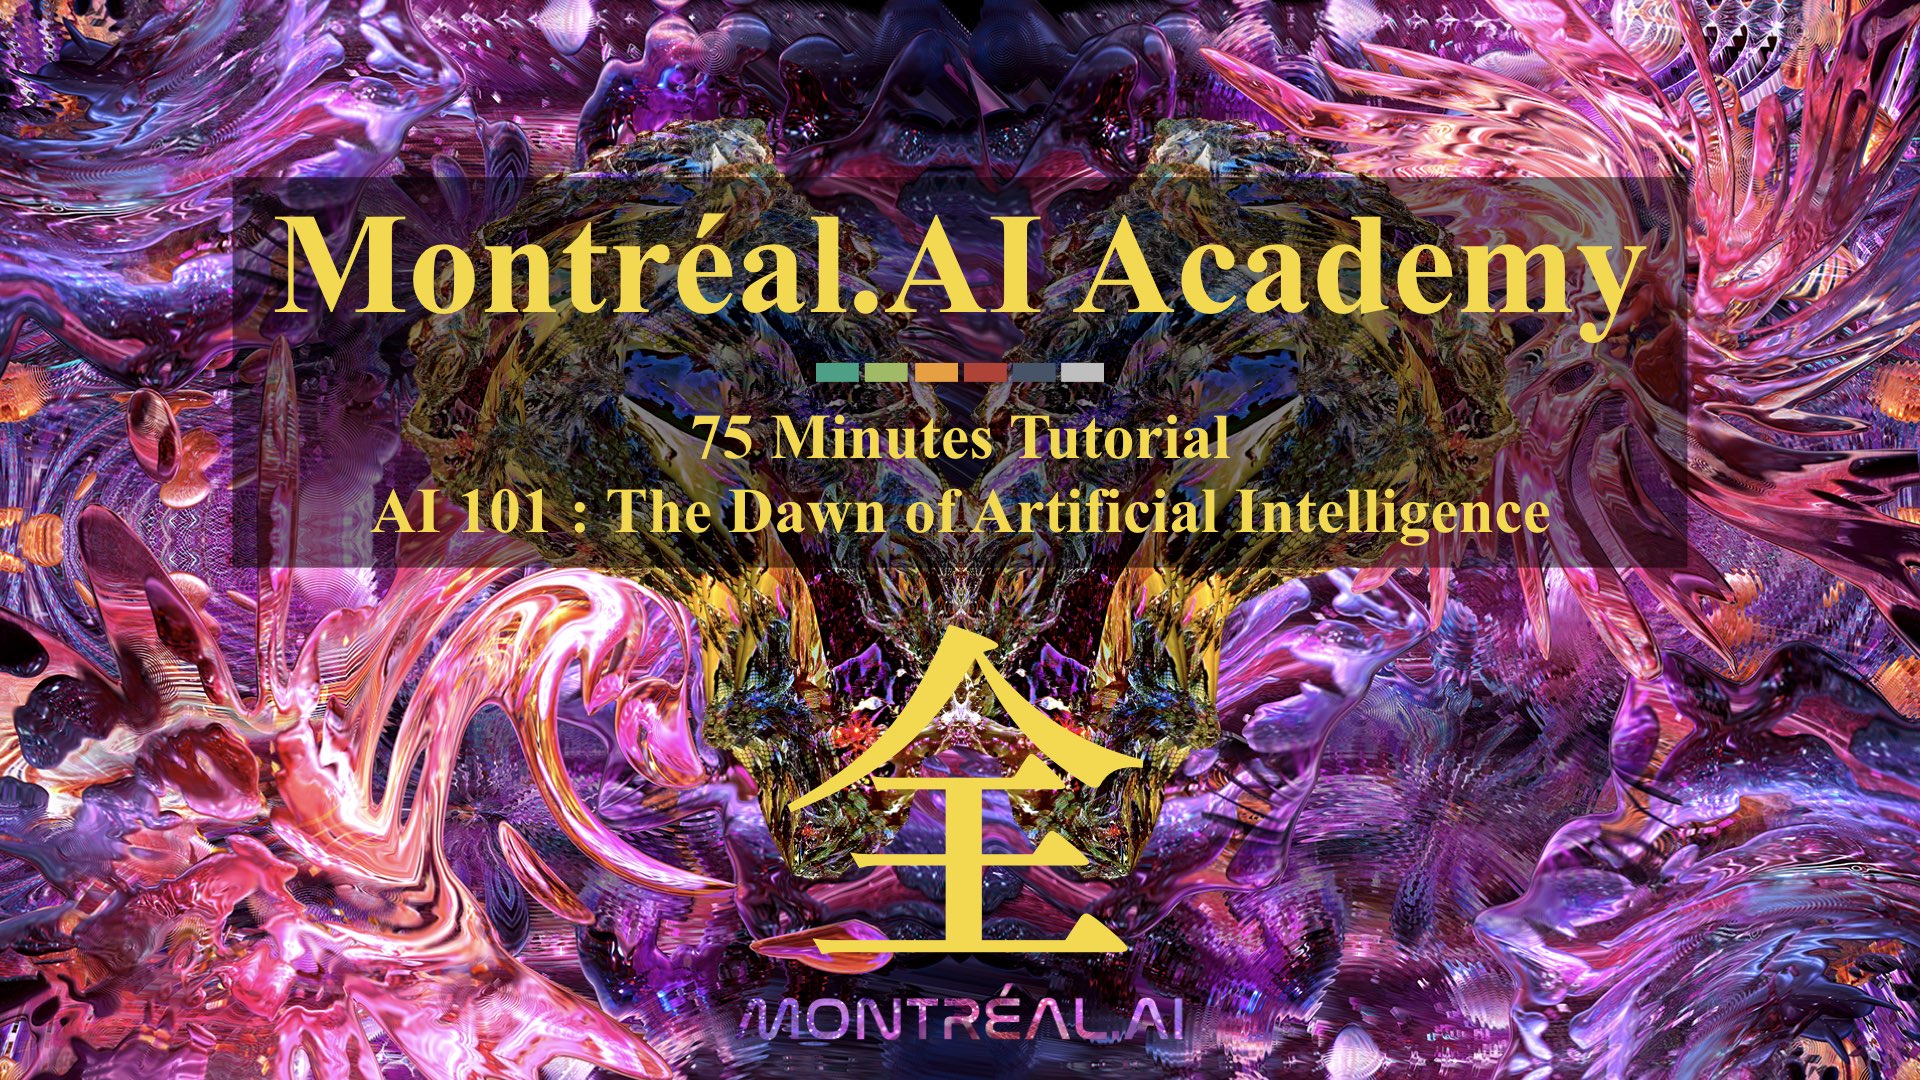 Montréal.AI Academy
75 Minutes Tutorial
AI 101 : The Dawn of Artificial Intelligence
全
MONTRÉAL.AI